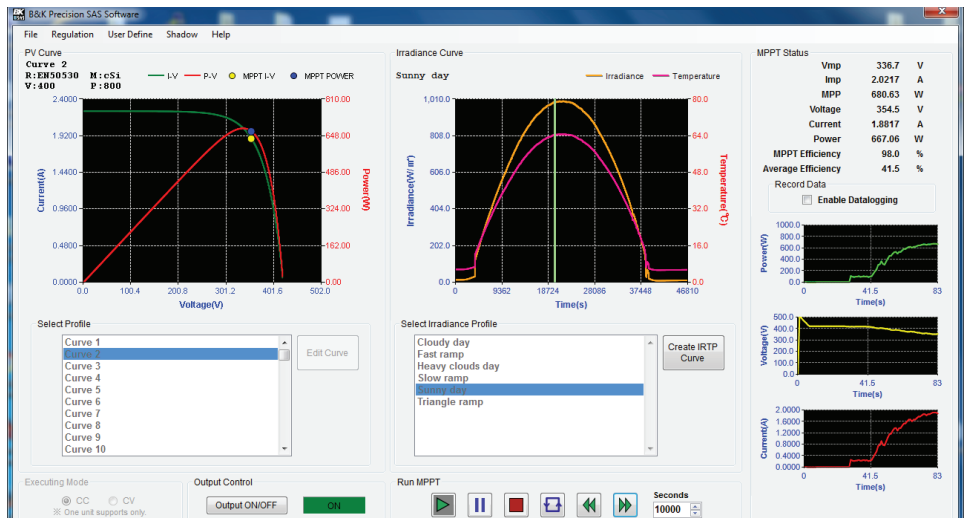 B&K Precision SAS Software
File Regulation User Define Shadow Help
PV Curve
Curve 2
R:EN50530 M:cSi
V:400 P:800
I-V P-V MPPT I-V MPPT POWER
2.4000
1.9200
1.4400
0.9600
0.4800
0.0000
Current(A)
810.00
648.00
486.00
324.00
162.00
0.00
Power(W)
0.0 100.4 200.8 301.2 401.6 502.0
Voltage(V)
Irradiance Curve
Sunny day
Irradiance Temperature
1,010.0
808.0
606.0
404.0
202.0
0.0
Irradiance(W/㎡)
80.0
64.0
48.0
32.0
16.0
0.0
Temperature(℃)
0 9362 18724 28086 37448 46810
Time(s)
MPPT Status
Vmp 336.7 V
Imp 2.0217 A
MPP 680.63 W
Voltage 354.5 V
Current 1.8817 A
Power 667.06 W
MPPT Efficiency 98.0 %
Average Efficiency 41.5 %
Record Data
Enable Datalogging
1000.0
800.0
600.0
400.0
200.0
0.0
Power(W)
0 41.5 83
Time(s)
500.0
400.0
300.0
200.0
100.0
0.0
Voltage(V)
0 41.5 83
Time(s)
2.0000
1.6000
1.2000
0.8000
0.4000
0.0000
Current(A)
0 41.5 83
Time(s)
Select Profile
Curve 1
Curve 2
Curve 3
Curve 4
Curve 5
Curve 6
Curve 7
Curve 8
Curve 9
Curve 10
Edit Curve
Select Irradiance Profile
Cloudy day
Fast ramp
Heavy clouds day
Slow ramp
Sunny day
Triangle ramp
Create IRTP
Curve
Executing Mode
CC CV
※ One unit supports only.
Output Control
Output ON/OFF
ON
Run MPPT
Seconds
10000